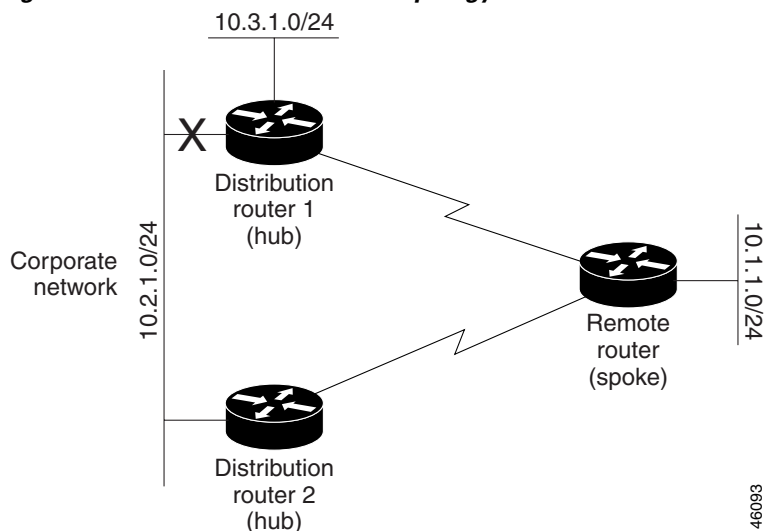 10.3.1.0/24
Distribution
router 1
(hub)
Corporate
network
10.2.1.0/24
10.1.1.0/24
Remote
router
(spoke)
Distribution
router 2
(hub)
46093